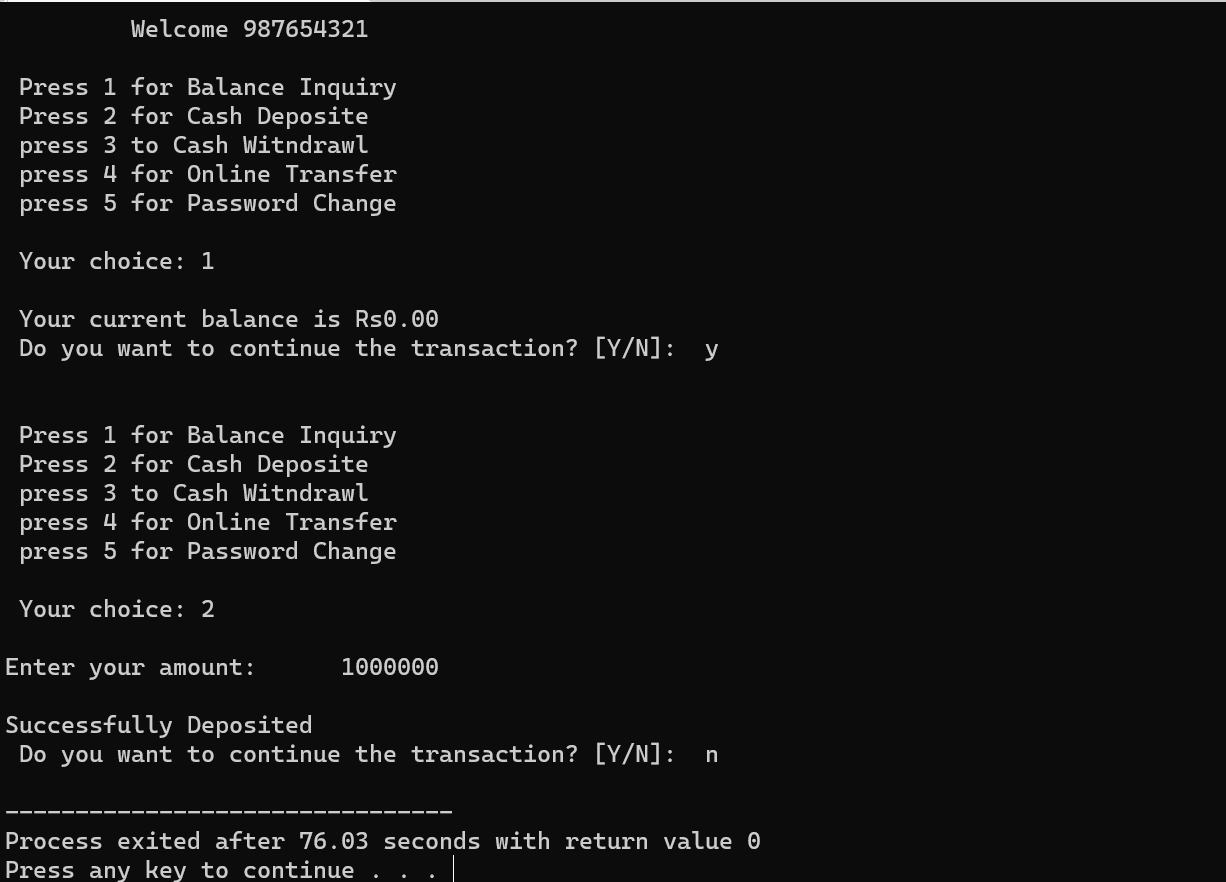 Welcome 987654321
Press 1 for Balance Inquiry
Press 2 for Cash Deposite
press 3 to Cash Witndrawl
press 4 for Online Transfer
press 5 for Password Change
Your choice: 1
Your current balance is Rs0.00
Do you want to continue the transaction? [Y/N]:  y
Press 1 for Balance Inquiry
Press 2 for Cash Deposite
press 3 to Cash Witndrawl
press 4 for Online Transfer
press 5 for Password Change
Your choice: 2
Enter your amount:      1000000
Successfully Deposited
Do you want to continue the transaction? [Y/N]:  n
--------------------------------
Process exited after 76.03 seconds with return value 0
Press any key to continue . . .